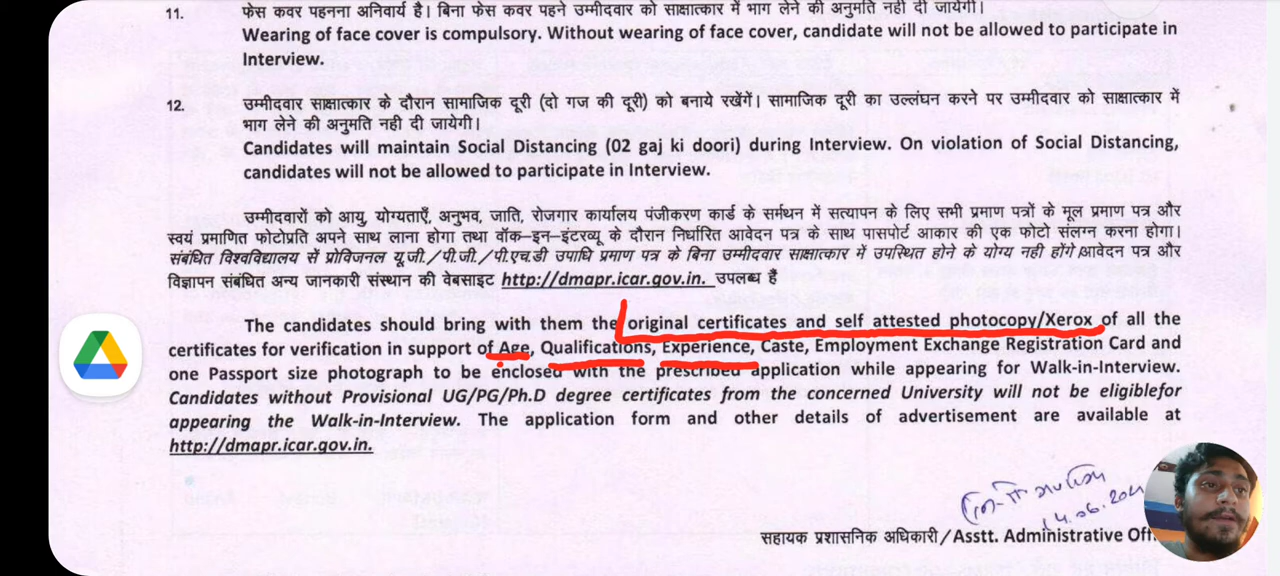 11. फेस कवर पहनना अनिवार्य है। बिना फेस कवर पहने उम्मीदवार को साक्षात्कार में भाग लेने की अनुमति नही दी जायेगी।
Wearing of face cover is compulsory. Without wearing of face cover, candidate will not be allowed to participate in
Interview.
12. उम्मीदवार साक्षात्कार के दौरान सामाजिक दूरी (दो गज की दूरी) को बनाये रखेंगें। सामाजिक दूरी का उल्लंघन करने पर उम्मीदवार को साक्षात्कार में
भाग लेने की अनुमति नही दी जायेगी।
Candidates will maintain Social Distancing (02 gaj ki doori) during Interview. On violation of Social Distancing,
candidates will not be allowed to participate in Interview.
उम्मीदवारों को आयु, योग्यताएँ, अनुभव, जाति, रोजगार कार्यालय पंजीकरण कार्ड के सर्मथन में सत्यापन के लिए सभी प्रमाण पत्रों के मूल प्रमाण पत्र और
स्वयं प्रमाणित फोटोप्रति अपने साथ लाना होगा तथा वॉक-इन-इंटरव्यू के दौरान निर्धारित आवेदन पत्र के साथ पासपोर्ट आकार की एक फोटो संलग्न करना होगा।
संबंधित विश्वविद्यालय सें प्रोविजनल यू.जी./पी.जी./पी.एच.डी उपाधि प्रमाण पत्र के बिना उम्मीदवार साक्षात्कार में उपस्थित होने के योग्य नही होंगे।आवेदन पत्र और
विज्ञापन संबंधित अन्य जानकारी संस्थान की वेबसाइट http://dmapr.icar.gov.in. उपलब्ध हैं
The candidates should bring with them the original certificates and self attested photocopy/Xerox of all the
certificates for verification in support of Age, Qualifications, Experience, Caste, Employment Exchange Registration Card and
one Passport size photograph to be enclosed with the prescribed application while appearing for Walk-in-Interview.
Candidates without Provisional UG/PG/Ph.D degree certificates from the concerned University will not be eligiblefor
appearing the Walk-in-Interview. The application form and other details of advertisement are available at
http://dmapr.icar.gov.in.
सहायक प्रशासनिक अधिकारी/Asstt. Administrative Off